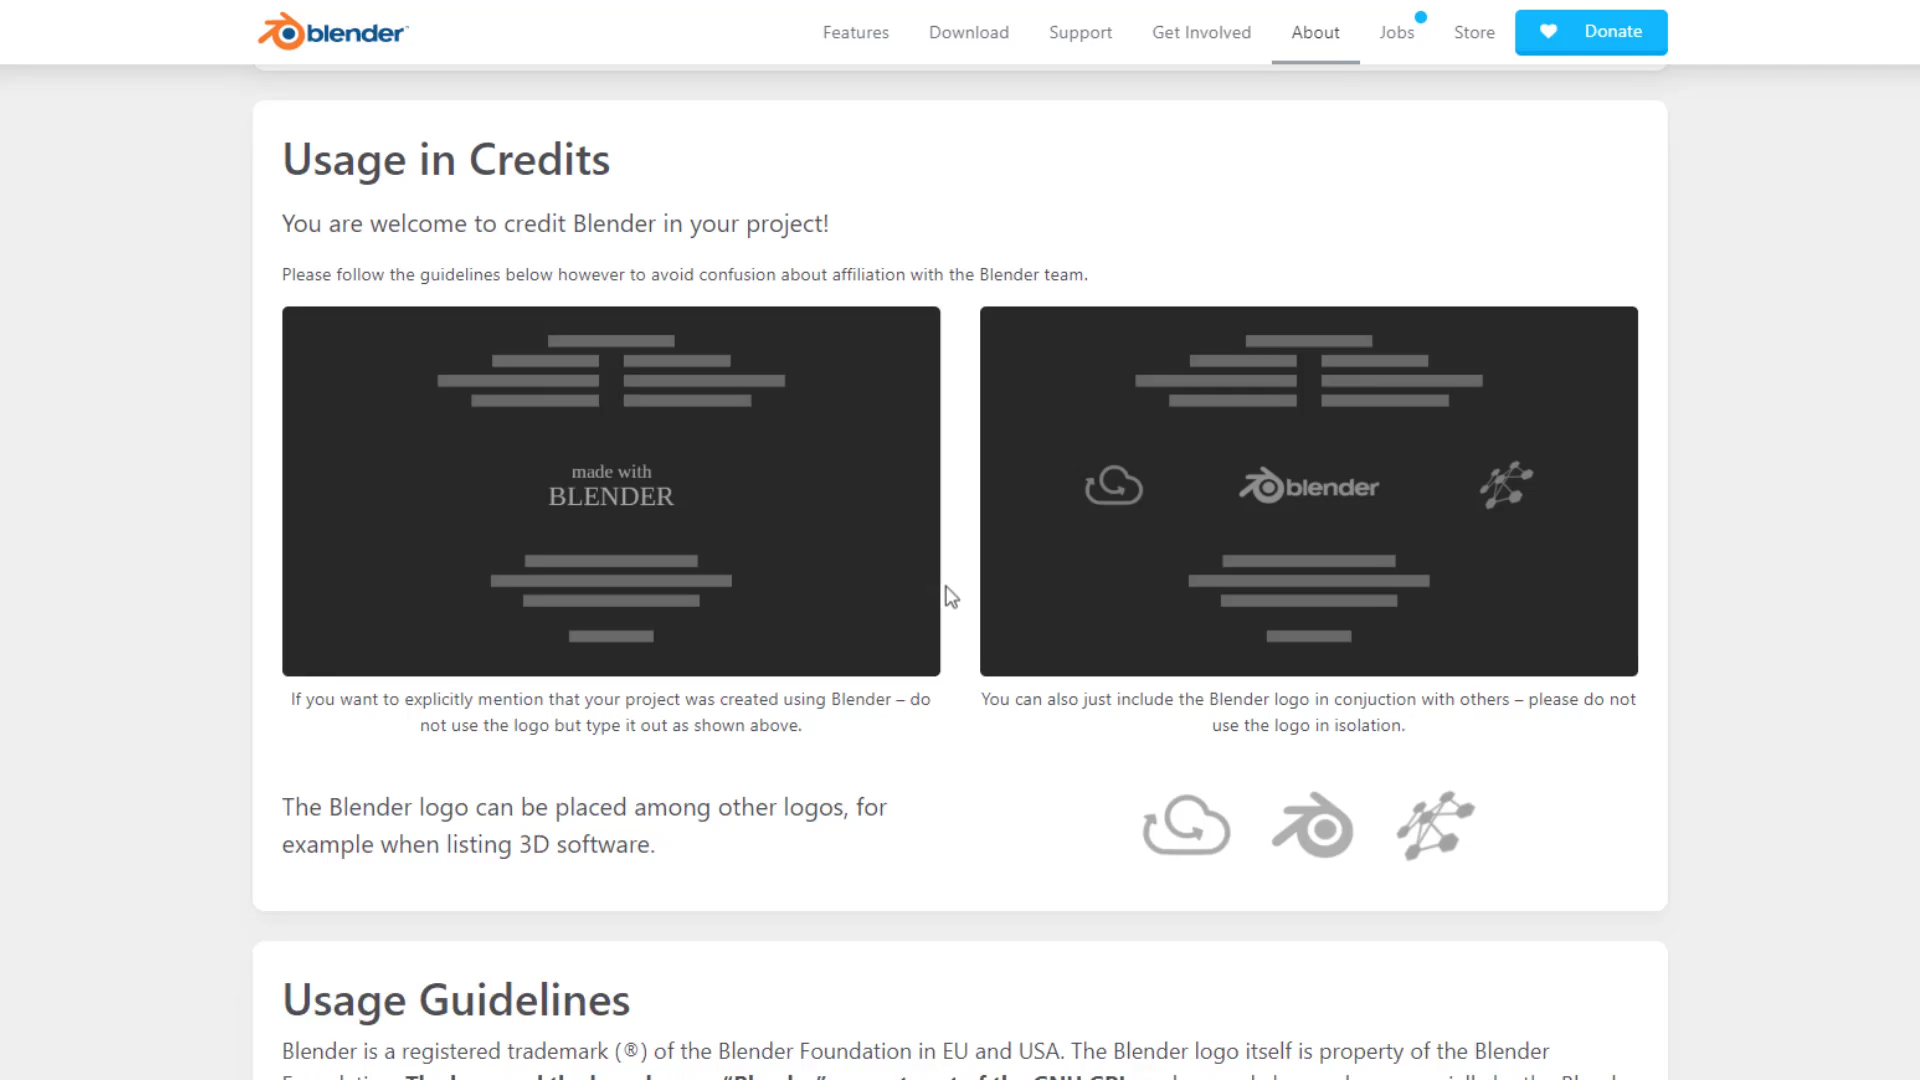 blender
Features
Download
Support
Get Involved
About
Jobs
Store
Donate
Usage in Credits
You are welcome to credit Blender in your project!
Please follow the guidelines below however to avoid confusion about affiliation with the Blender team.
made with
BLENDER
blender
If you want to explicitly mention that your project was created using Blender – do
not use the logo but type it out as shown above.
You can also just include the Blender logo in conjuction with others – please do not
use the logo in isolation.
The Blender logo can be placed among other logos, for
example when listing 3D software.
Usage Guidelines
Blender is a registered trademark (®) of the Blender Foundation in EU and USA. The Blender logo itself is property of the Blender